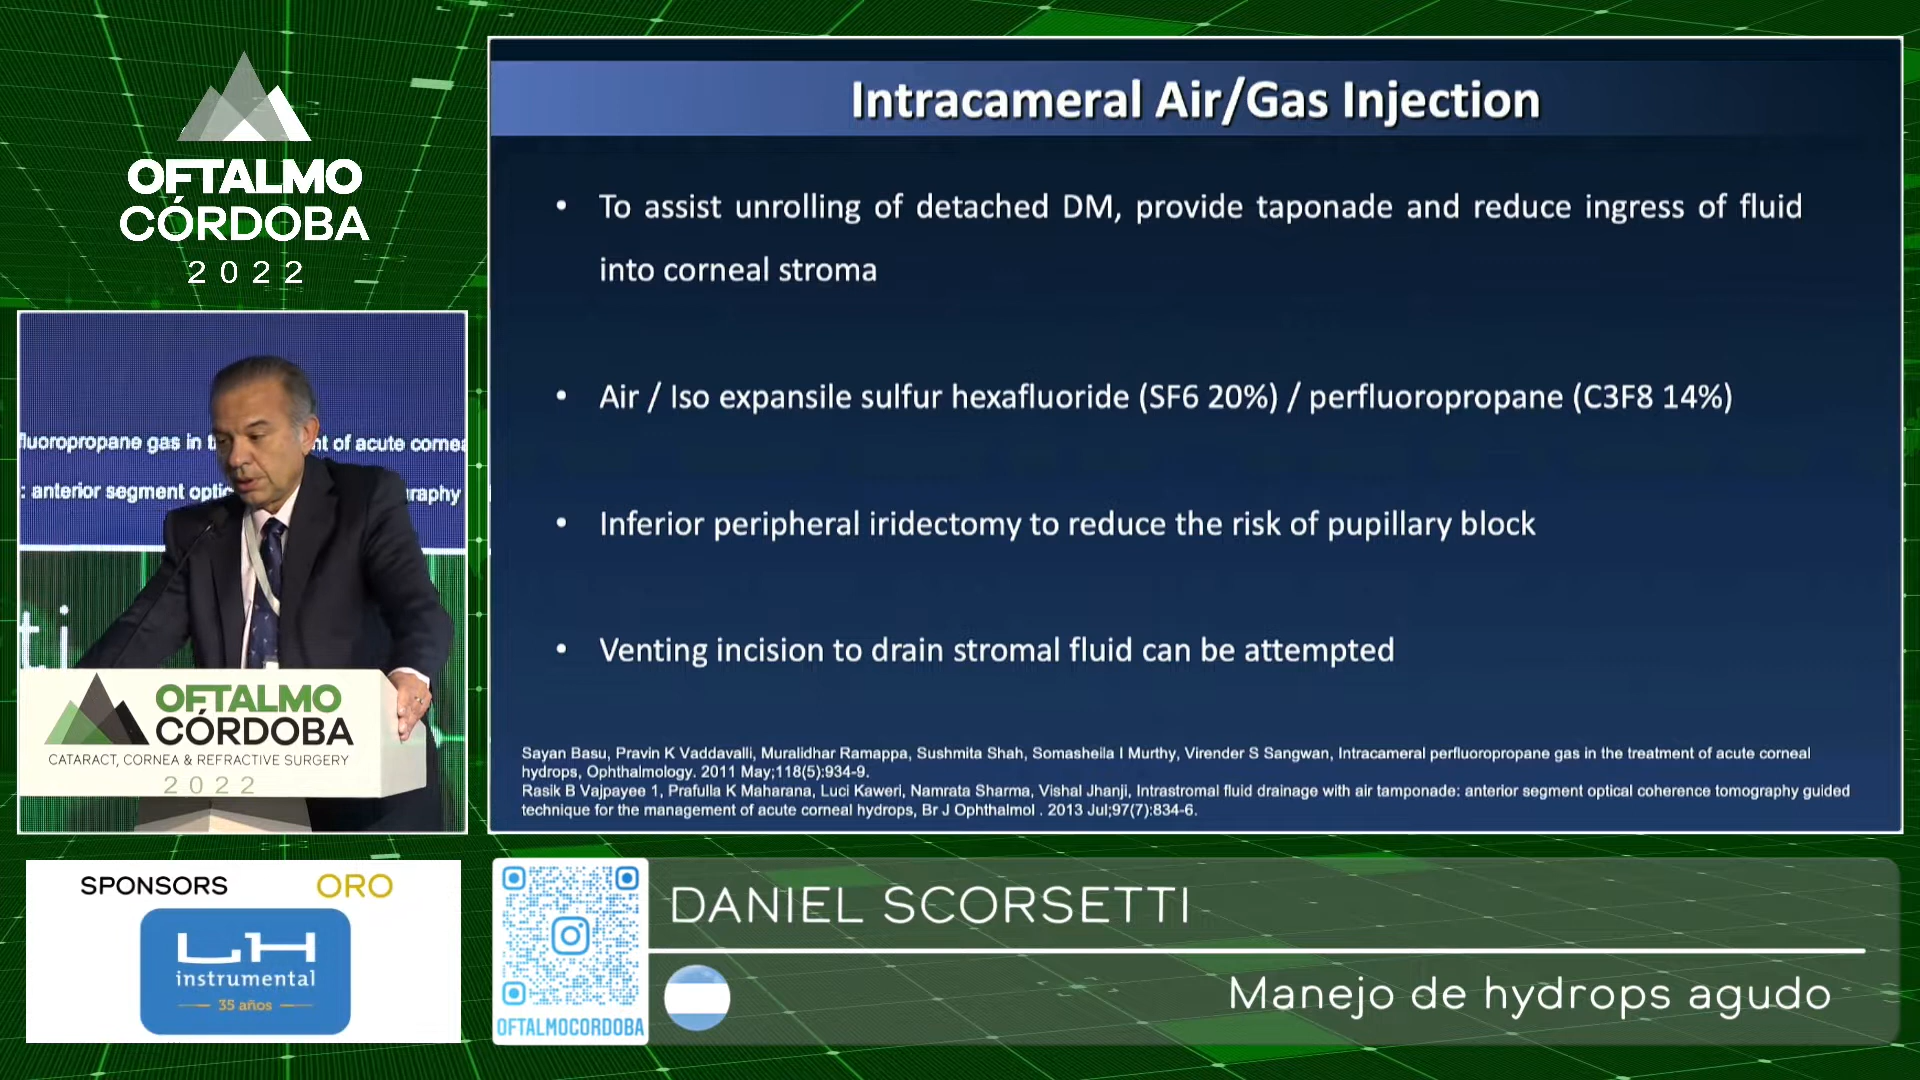 OFTALMO
CÓRDOBA
2022
Intracameral Air/Gas Injection
• To assist unrolling of detached DM, provide taponade and reduce ingress of fluid
into corneal stroma
• Air / Iso expansile sulfur hexafluoride (SF6 20%) / perfluoropropane (C3F8 14%)
• Inferior peripheral iridectomy to reduce the risk of pupillary block
• Venting incision to drain stromal fluid can be attempted
Sayan Basu, Pravin K Vaddavalli, Muralidhar Ramappa, Sushmita Shah, Somasheila I Murthy, Virender S Sangwan, Intracameral perfluoropropane gas in the treatment of acute corneal
hydrops, Ophthalmology. 2011 May;118(5):934-9.
Rasik B Vajpayee 1, Prafulla K Maharana, Luci Kaweri, Namrata Sharma, Vishal Jhanji, Intrastromal fluid drainage with air tamponade: anterior segment optical coherence tomography guided
technique for the management of acute corneal hydrops, Br J Ophthalmol . 2013 Jul;97(7):834-6.
fluoropropane gas in t nt of acute cornea
: anterior segment optic raphy
ti
OFTALMO
CÓRDOBA
CATARACT, CORNEA & REFRACTIVE SURGERY
2022
SPONSORS ORO
LH
instrumental
35 años
OFTALMOCORDOBA
DANIEL SCORSETTI
Manejo de hydrops agudo